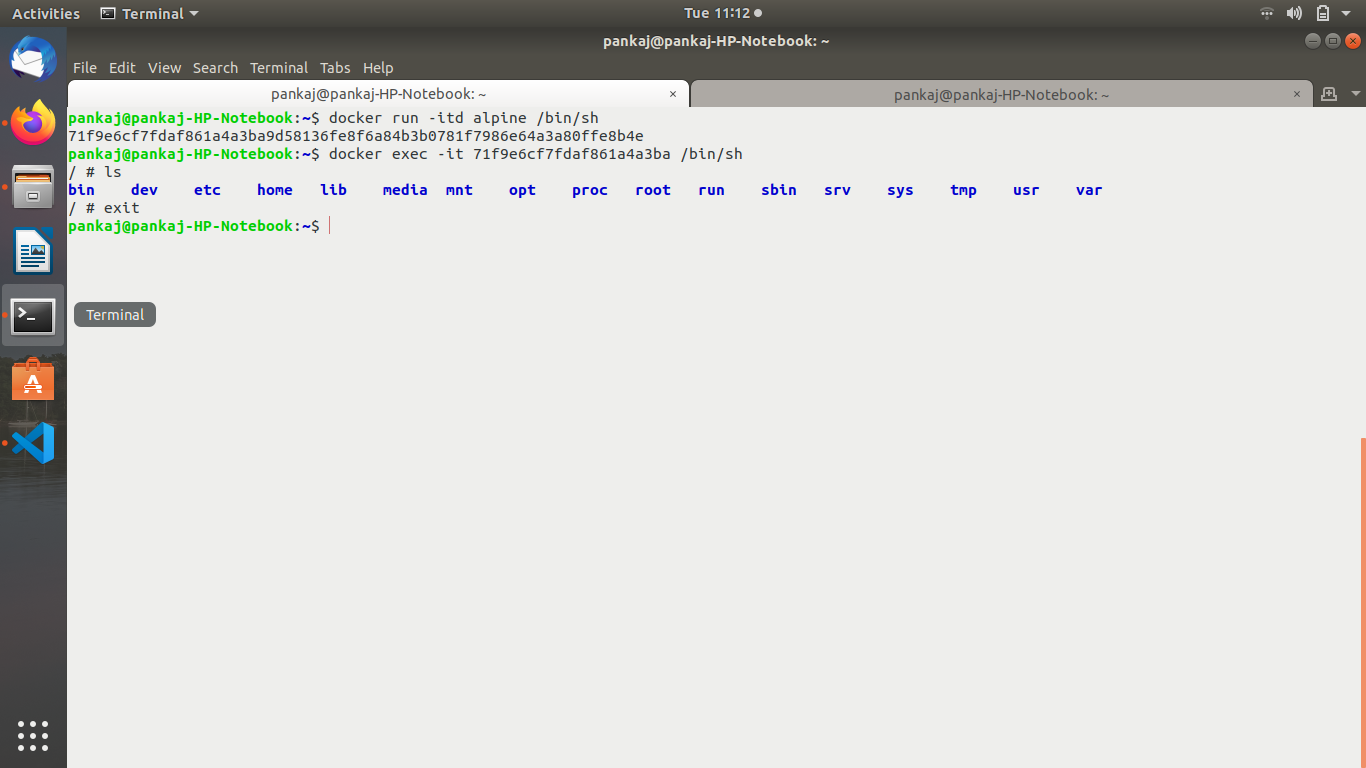 Activities Terminal Tue 11:12
pankaj@pankaj-HP-Notebook: ~
File Edit View Search Terminal Tabs Help
pankaj@pankaj-HP-Notebook: ~ × pankaj@pankaj-HP-Notebook: ~ ×
pankaj@pankaj-HP-Notebook:~$ docker run -itd alpine /bin/sh
71f9e6cf7fdaf861a4a3ba9d58136fe8f6a84b3b0781f7986e64a3a80ffe8b4e
pankaj@pankaj-HP-Notebook:~$ docker exec -it 71f9e6cf7fdaf861a4a3ba /bin/sh
/ # ls
bin dev etc home lib media mnt opt proc root run sbin srv sys tmp usr var
/ # exit
pankaj@pankaj-HP-Notebook:~$
Terminal